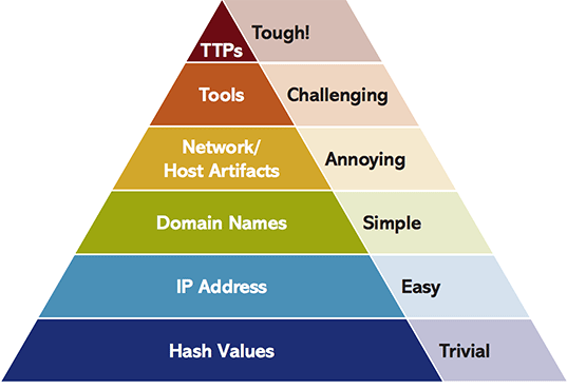 TTPs
Tough!
Tools
Challenging
Network/
Host Artifacts
Annoying
Domain Names
Simple
IP Address
Easy
Hash Values
Trivial